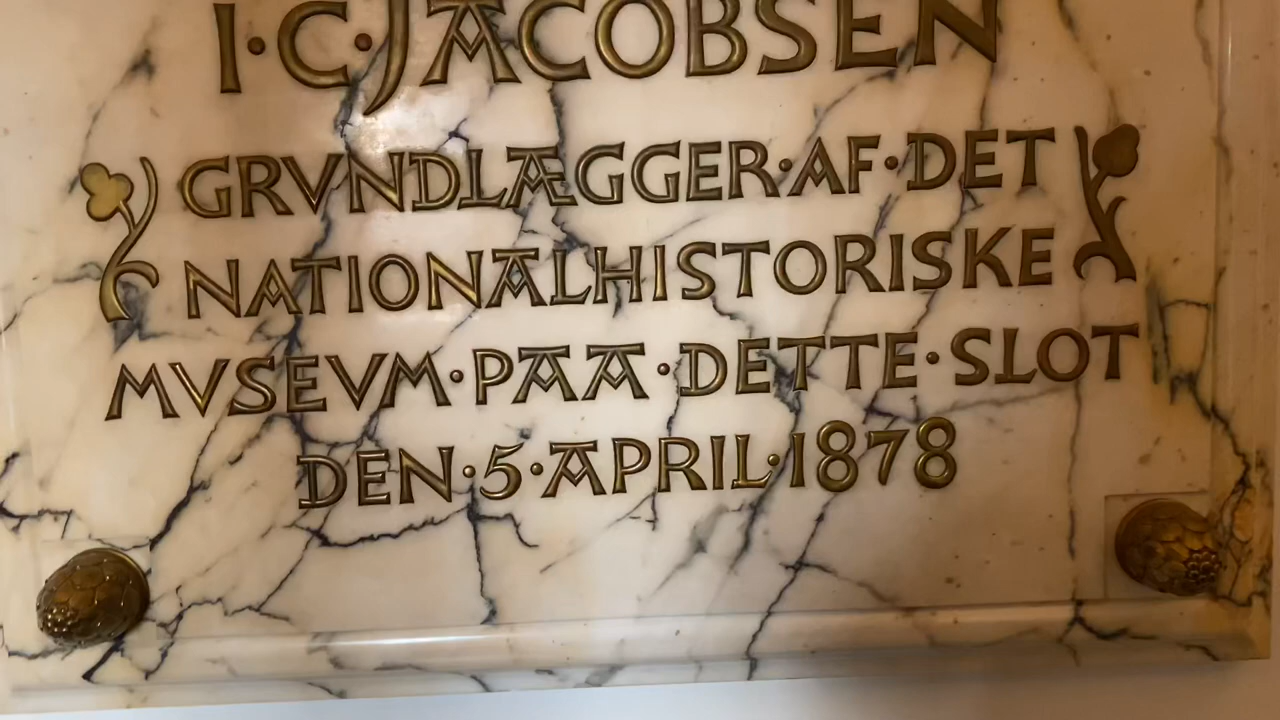 I·C·JACOBSEN
GRVNDLÆGGER·AF·DET
NATIONALHISTORISKE
MVSEVM·PAA·DETTE·SLOT
DEN·5·APRIL·1878